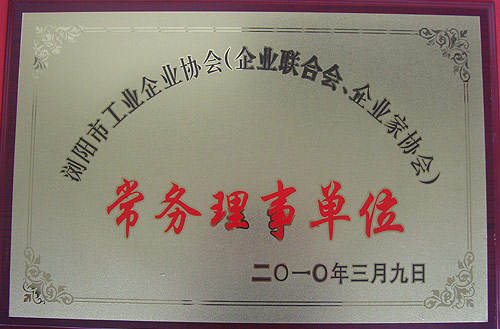 浏阳市工业企业协会(企业联合会、企业家协会)
常务理事单位
二〇一〇年三月九日